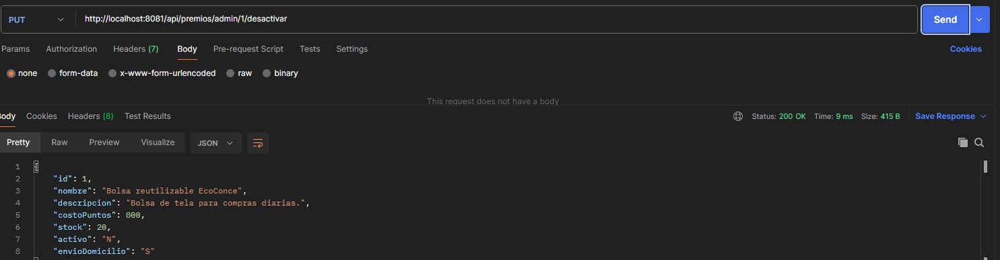 PUT http://localhost:8081/api/premios/admin/1/desactivar Send
Params Authorization Headers (7) Body Pre-request Script Tests Settings Cookies
none form-data x-www-form-urlencoded raw binary
This request does not have a body
Body Cookies Headers (8) Test Results Status: 200 OK Time: 9 ms Size: 415 B Save Response
Pretty Raw Preview Visualize JSON
1 {
2 "id": 1,
3 "nombre": "Bolsa reutilizable EcoConce",
4 "descripcion": "Bolsa de tela para compras diarias.",
5 "costoPuntos": 800,
6 "stock": 20,
7 "activo": "N",
8 "envioDomicilio": "S"